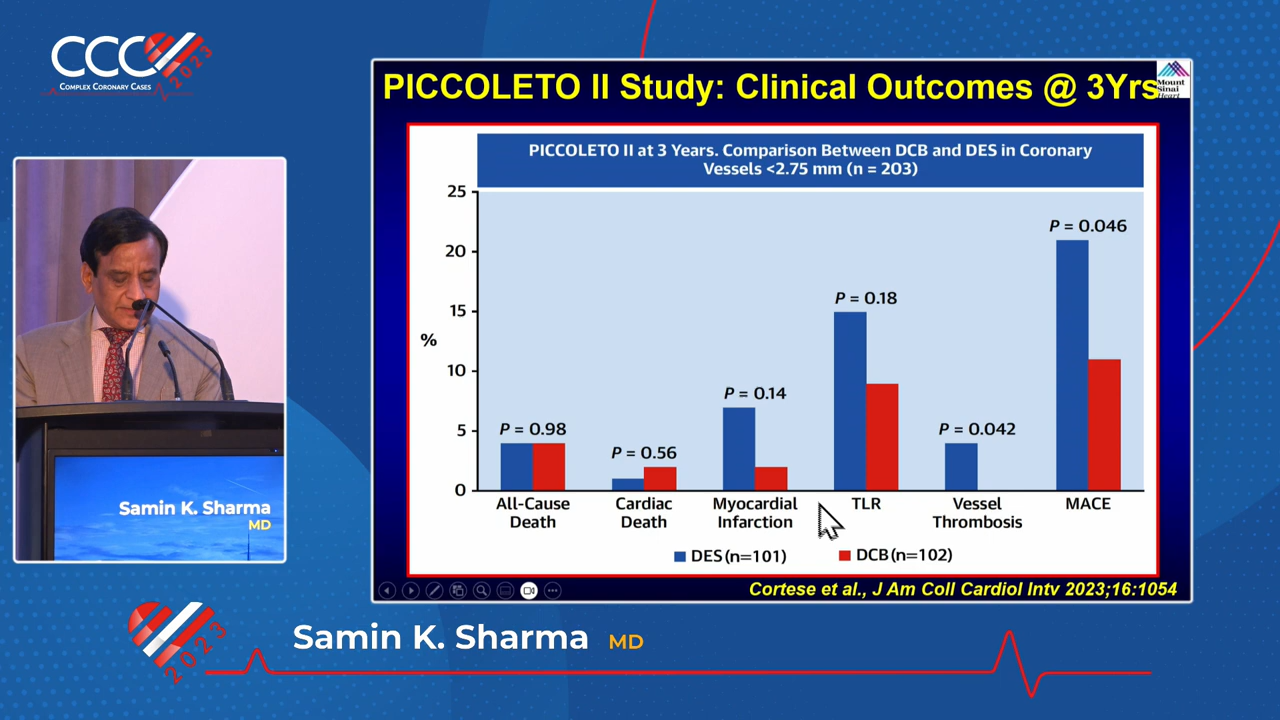 CCC
2023
COMPLEX CORONARY CASES
PICCOLETO II Study: Clinical Outcomes @ 3Yrs
Mount
Sinai
Heart
PICCOLETO II at 3 Years. Comparison Between DCB and DES in Coronary
Vessels <2.75 mm (n = 203)
%
25
20
15
10
5
0
P = 0.98
P = 0.56
P = 0.14
P = 0.18
P = 0.042
P = 0.046
All-Cause
Death
Cardiac
Death
Myocardial
Infarction
TLR
Vessel
Thrombosis
MACE
DES (n=101)
DCB (n=102)
Cortese et al., J Am Coll Cardiol Intv 2023;16:1054
Samin K. Sharma
MD
2023
Samin K. Sharma MD